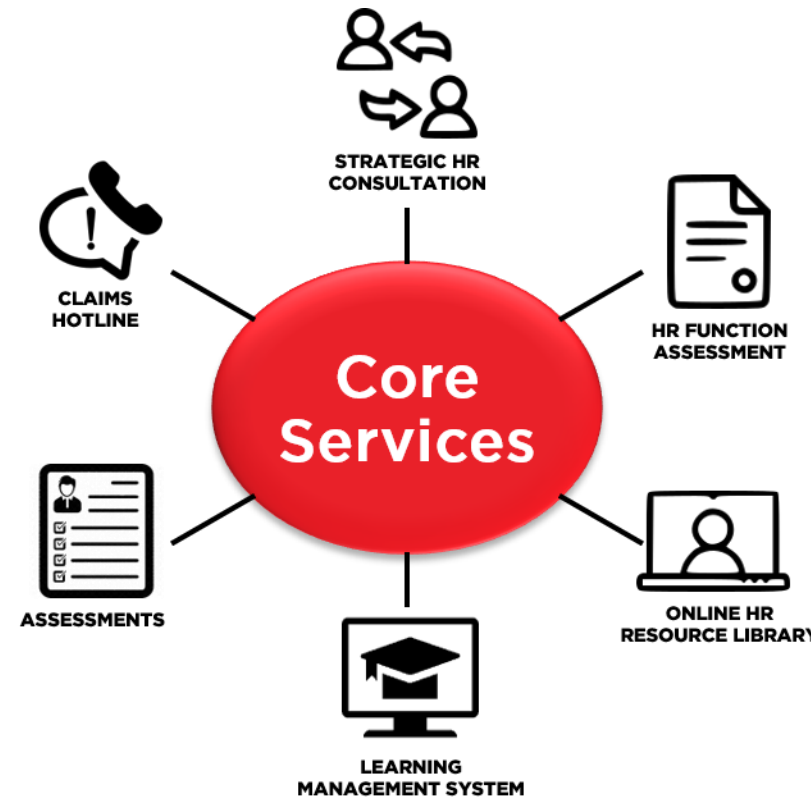 STRATEGIC HR
CONSULTATION
CLAIMS
HOTLINE
HR FUNCTION
ASSESSMENT
Core
Services
ASSESSMENTS
ONLINE HR
RESOURCE LIBRARY
LEARNING
MANAGEMENT SYSTEM